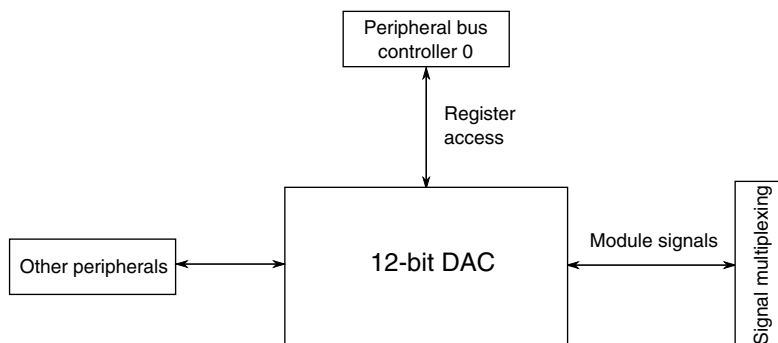 Peripheral bus
controller 0
Register
access
Other peripherals
12-bit DAC
Module signals
Signal multiplexing